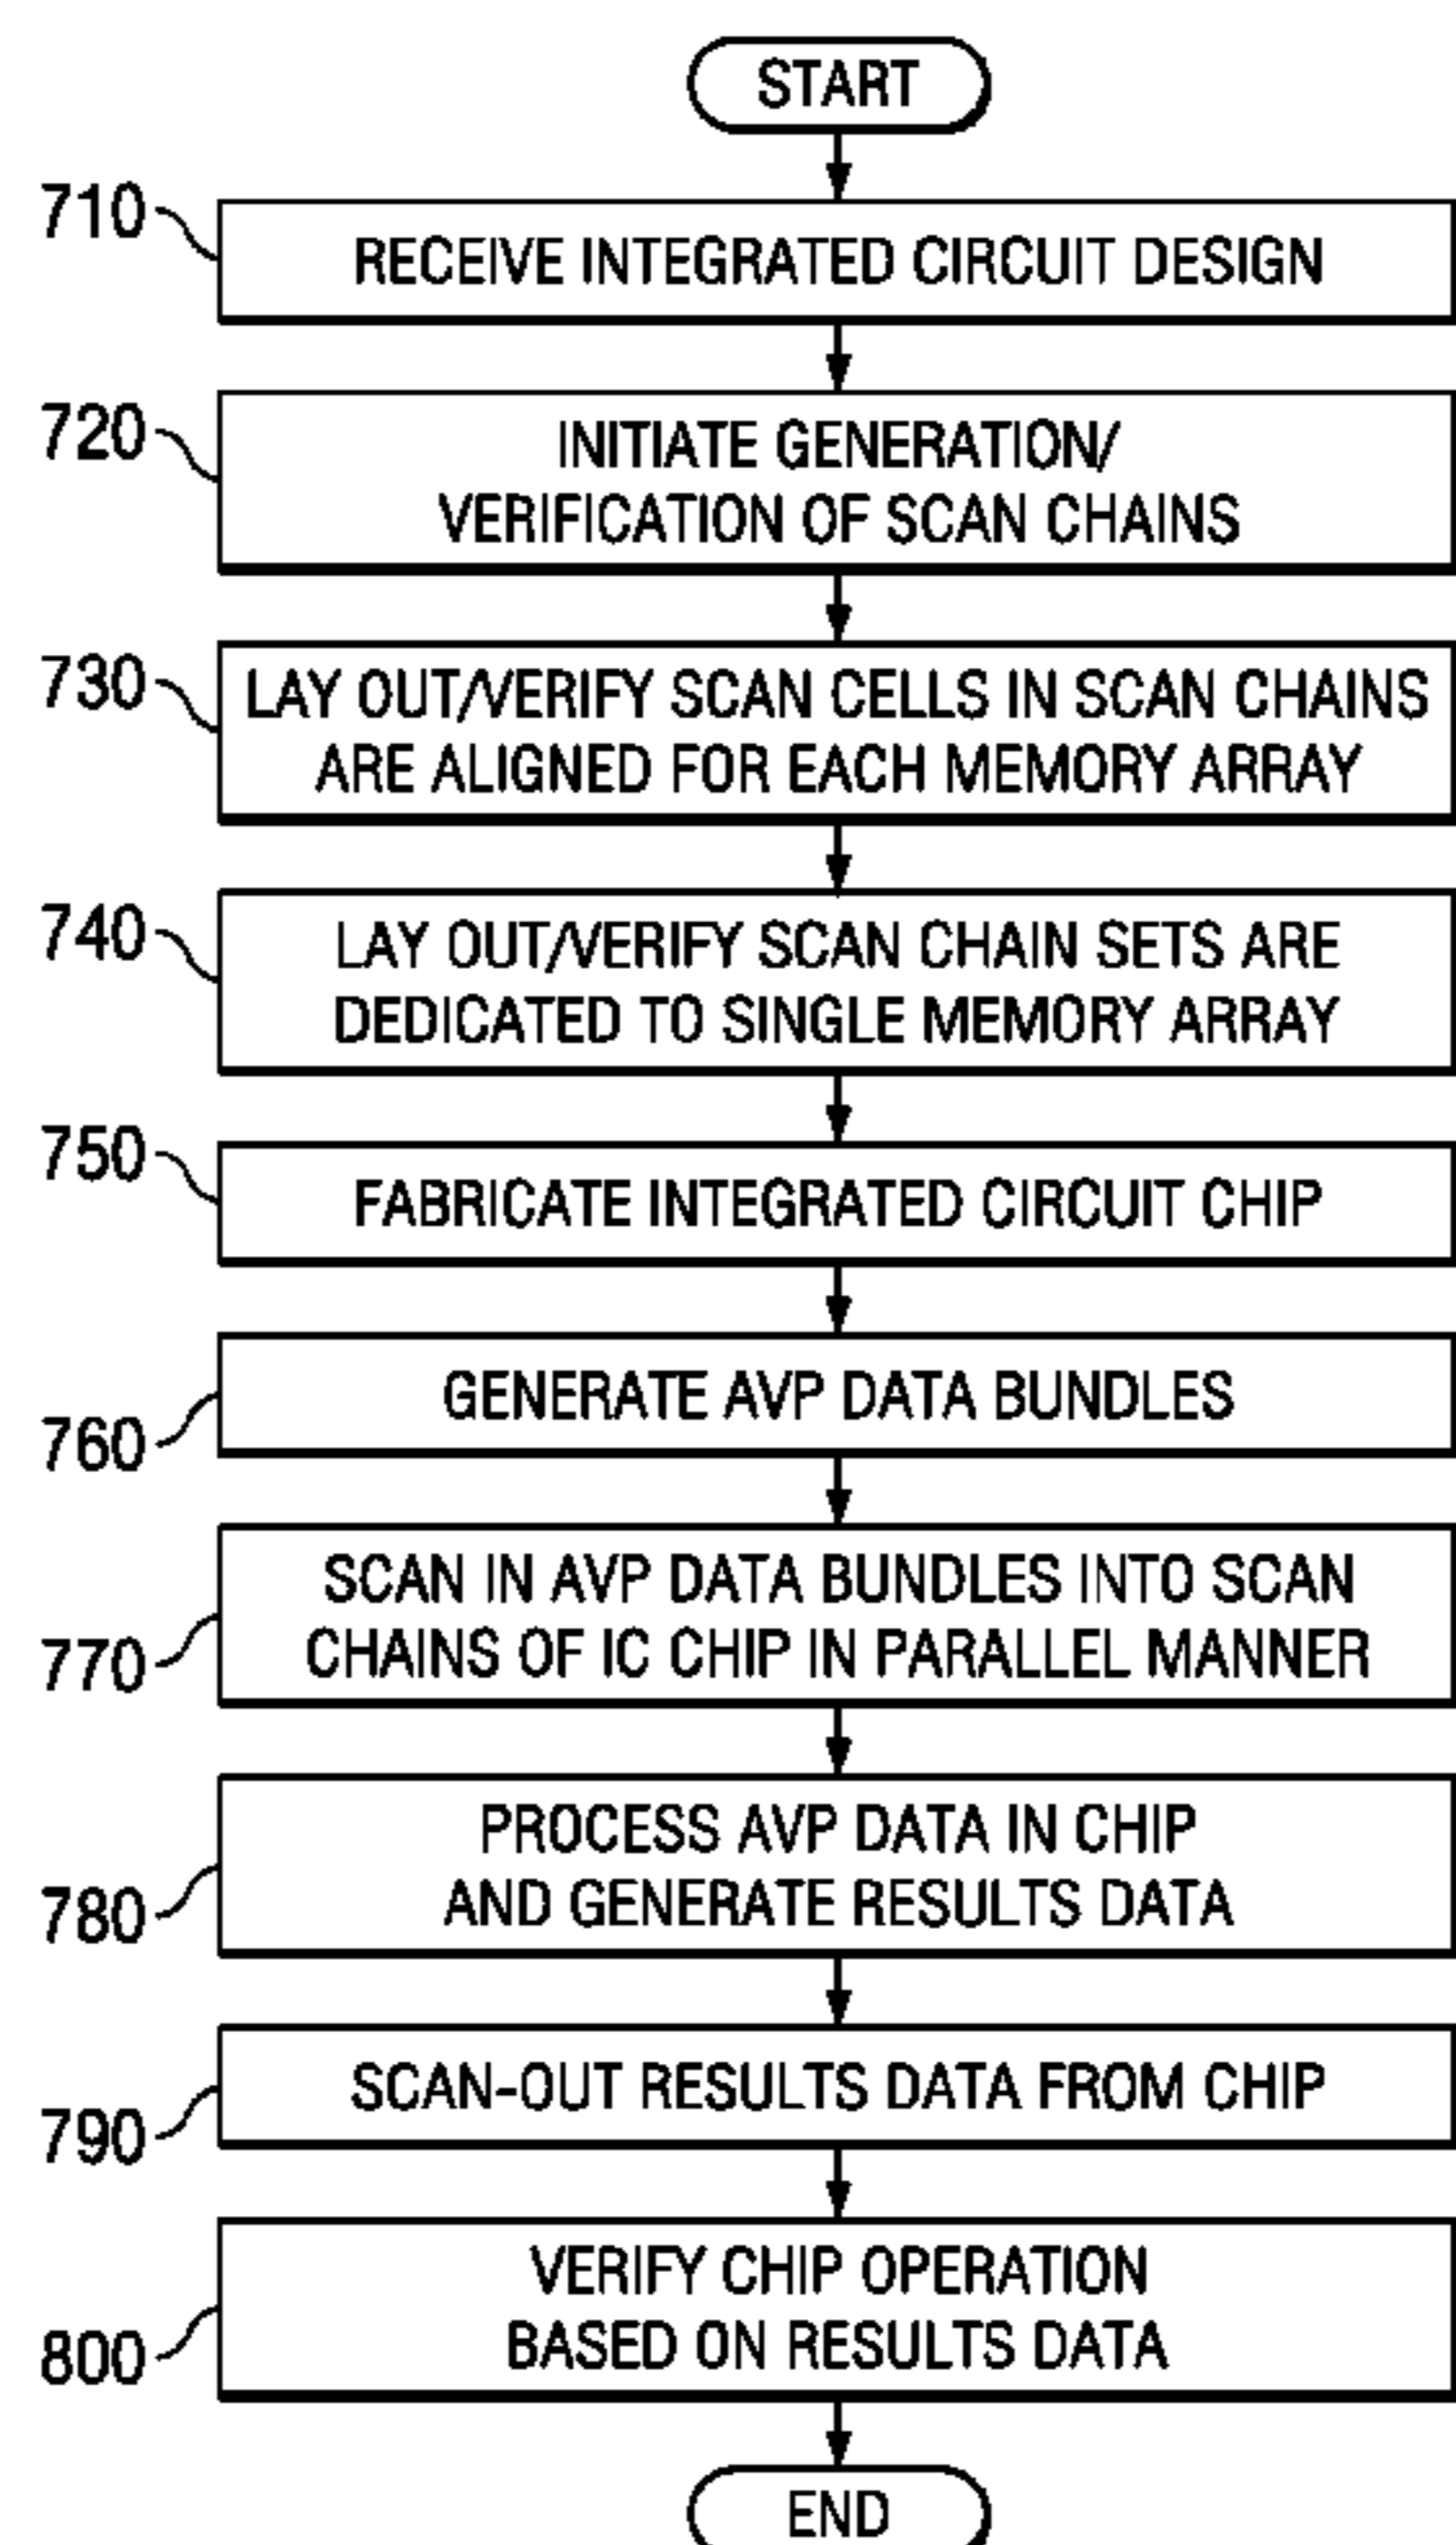 START
710
RECEIVE INTEGRATED CIRCUIT DESIGN
720
INITIATE GENERATION/
VERIFICATION OF SCAN CHAINS
730
LAY OUT/VERIFY SCAN CELLS IN SCAN CHAINS
ARE ALIGNED FOR EACH MEMORY ARRAY
740
LAY OUT/VERIFY SCAN CHAIN SETS ARE
DEDICATED TO SINGLE MEMORY ARRAY
750
FABRICATE INTEGRATED CIRCUIT CHIP
760
GENERATE AVP DATA BUNDLES
770
SCAN IN AVP DATA BUNDLES INTO SCAN
CHAINS OF IC CHIP IN PARALLEL MANNER
780
PROCESS AVP DATA IN CHIP
AND GENERATE RESULTS DATA
790
SCAN-OUT RESULTS DATA FROM CHIP
800
VERIFY CHIP OPERATION
BASED ON RESULTS DATA
END